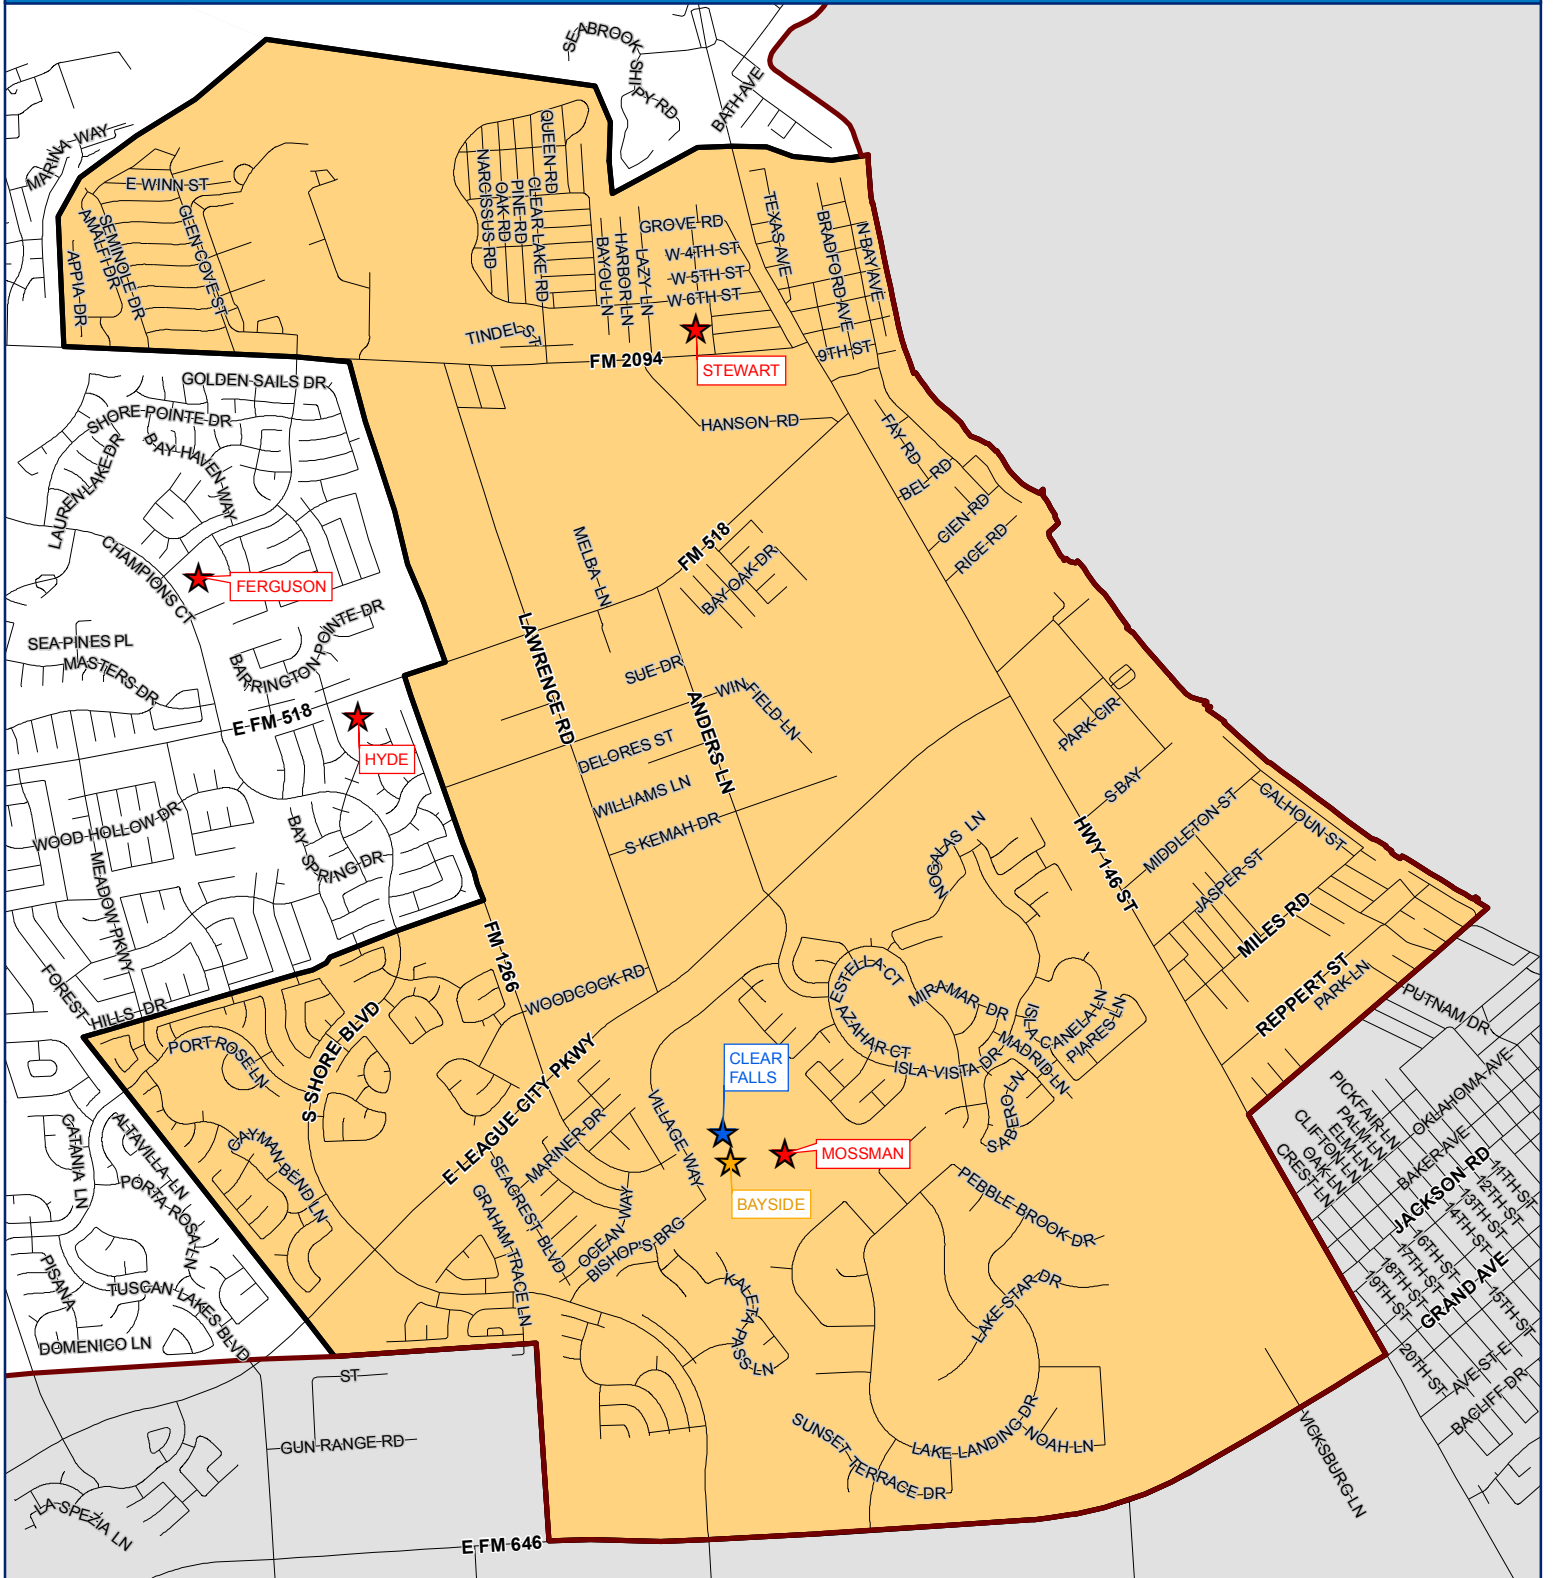 SEABROOK
SHIPYRD
BATH AVE
MARINA WAY
E WINN ST
GLEN COVE ST
SEMINOLE DR
AMALFI DR
APPIA DR
QUEEN RD
CLEAR LAKE RD
PINE RD
OAK RD
NARCISSUS RD
BAYOU LN
HARBOR LN
LAZY LN
GROVE RD
W 4TH ST
W 5TH ST
W 6TH ST
TEXAS AVE
BRADFORD AVE
N BAY AVE
9TH ST
TINDEL ST
FM 2094
STEWART
HANSON RD
GOLDEN SAILS DR
SHORE POINTE DR
BAY HAVEN WAY
LAUREN LAKE DR
CHAMPIONS CT
FERGUSON
FAY RD
BEL RD
CIEN RD
RICE RD
FM 518
BAY OAK DR
MELBA LN
LAWRENCE RD
SEA PINES PL
MASTERS DR
BARRINGTON POINTE DR
E FM 518
HYDE
SUE DR
WINFIELD LN
ANDERS LN
DELORES ST
WILLIAMS LN
S KEMAH DR
PARK CIR
S BAY
MIDDLETON ST
CALHOUN ST
JASPER ST
MILES RD
HWY 146 ST
REPPERT ST
PARK LN
WOOD HOLLOW DR
MEADOW PKWY
BAY SPRING DR
NOGALAS LN
FM 1266
WOODCOCK RD
ESTELLA CT
MIRAMAR DR
AZAHAR CT
ISLA VISTA DR
ISLA CANELA LN
MADRID LN
PIARES LN
SABERO LN
FOREST HILLS DR
PORT ROSE LN
S SHORE BLVD
CAYMAN BEND LN
E LEAGUE CITY PKWY
MARINER DR
VILLAGE WAY
CLEAR
FALLS
MOSSMAN
BAYSIDE
SEACREST BLVD
GRAHAM TRACE LN
OCEAN WAY
BISHOP'S BRG
PEBBLE BROOK DR
KALETA PASS LN
LAKE STAR DR
LAKE LANDING DR
NOAH LN
SUNSET TERRACE DR
CATANIA LN
ALTAVILLA LN
PORTA ROSA LN
PISANA
TUSCAN LAKES BLVD
DOMENICO LN
ST
GUN RANGE RD
LA SPEZIA LN
E FM 646
VICKSBURG LN
PUTNAM DR
OKLAHOMA AVE
PICKFAIR LN
PALM LN
ELM LN
CLIFTON LN
OAK LN
CREST LN
BAKER AVE
JACKSON RD
11TH ST
12TH ST
13TH ST
14TH ST
15TH ST
16TH ST
17TH ST
18TH ST
19TH ST
20TH ST
GRAND AVE
AVE ST E
BACLIFF DR